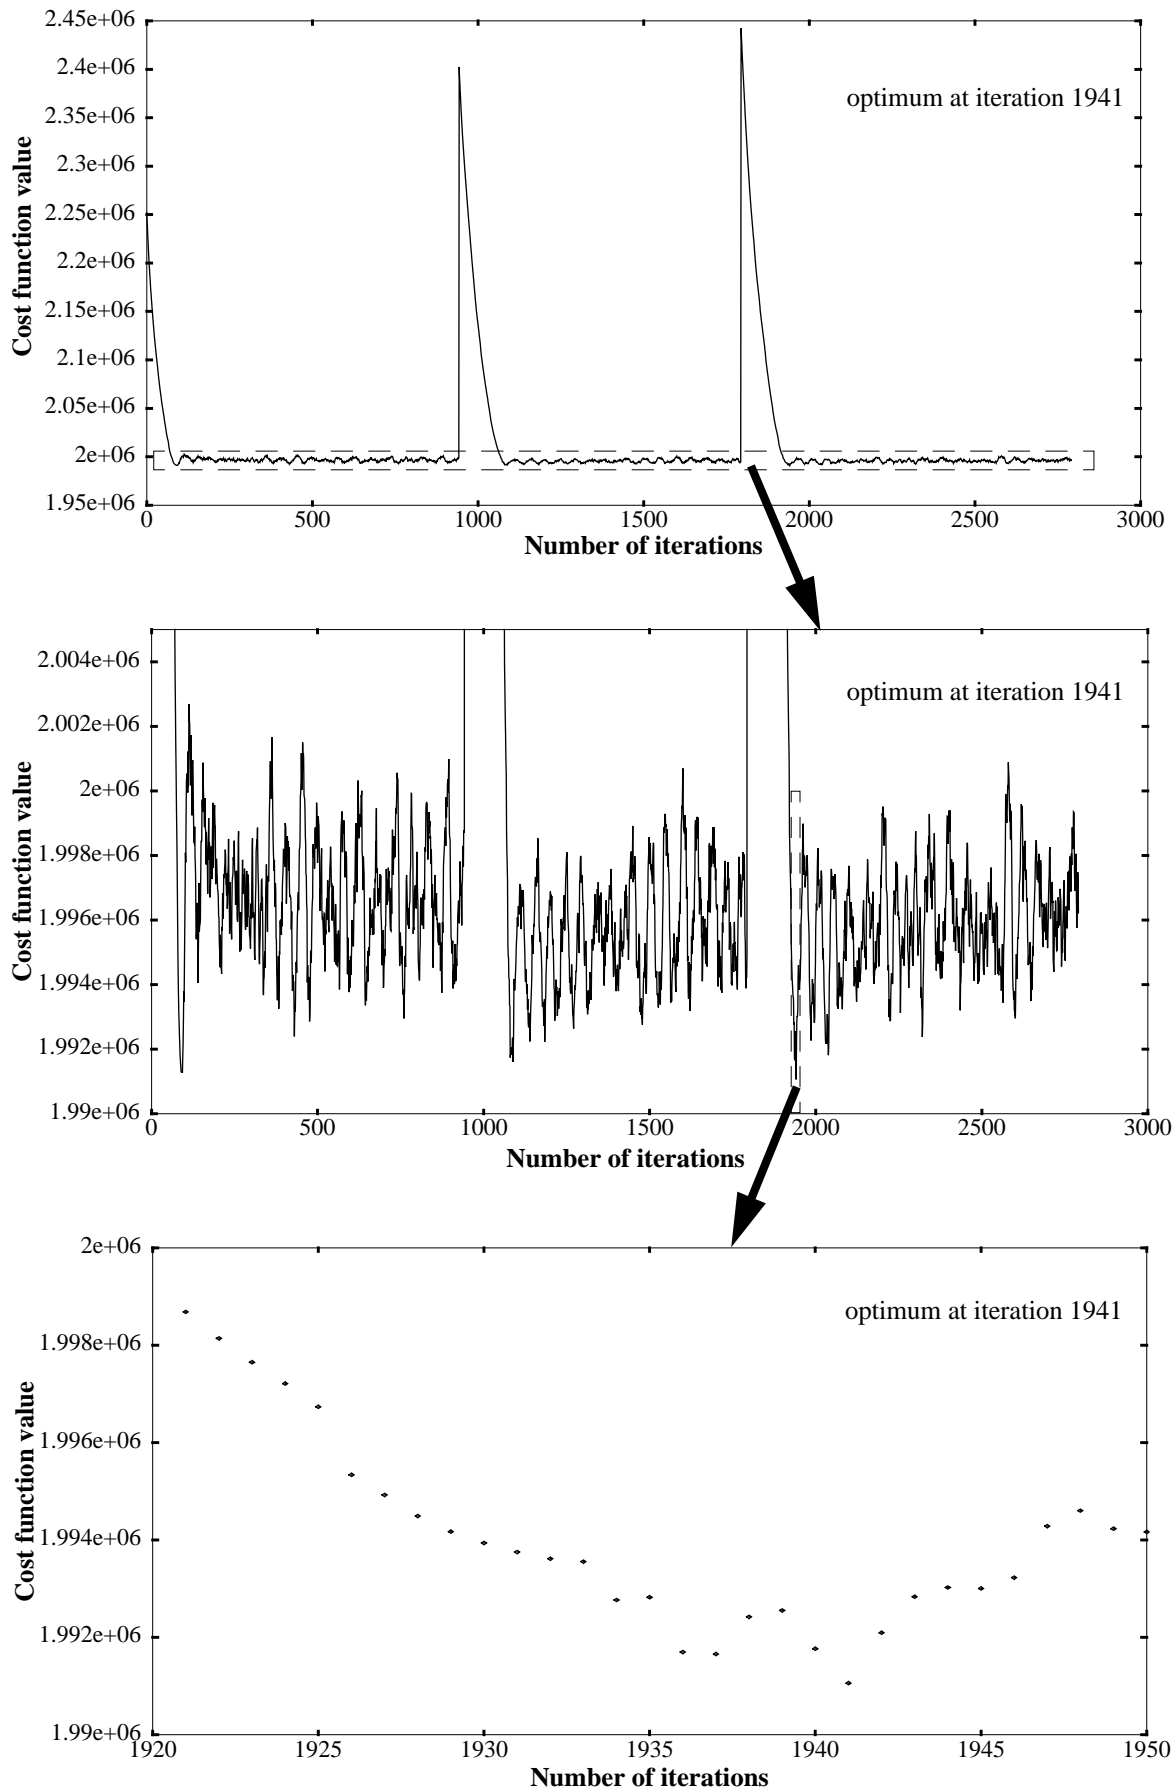 2.45e+06
2.4e+06
2.35e+06
2.3e+06
2.25e+06
2.2e+06
2.15e+06
2.1e+06
2.05e+06
2e+06
1.95e+06
Cost function value
optimum at iteration 1941
0 500 1000 1500 2000 2500 3000
Number of iterations
2.004e+06
2.002e+06
2e+06
1.998e+06
1.996e+06
1.994e+06
1.992e+06
1.99e+06
Cost function value
optimum at iteration 1941
0 500 1000 1500 2000 2500 3000
Number of iterations
2e+06
1.998e+06
1.996e+06
1.994e+06
1.992e+06
1.99e+06
Cost function value
optimum at iteration 1941
1920 1925 1930 1935 1940 1945 1950
Number of iterations